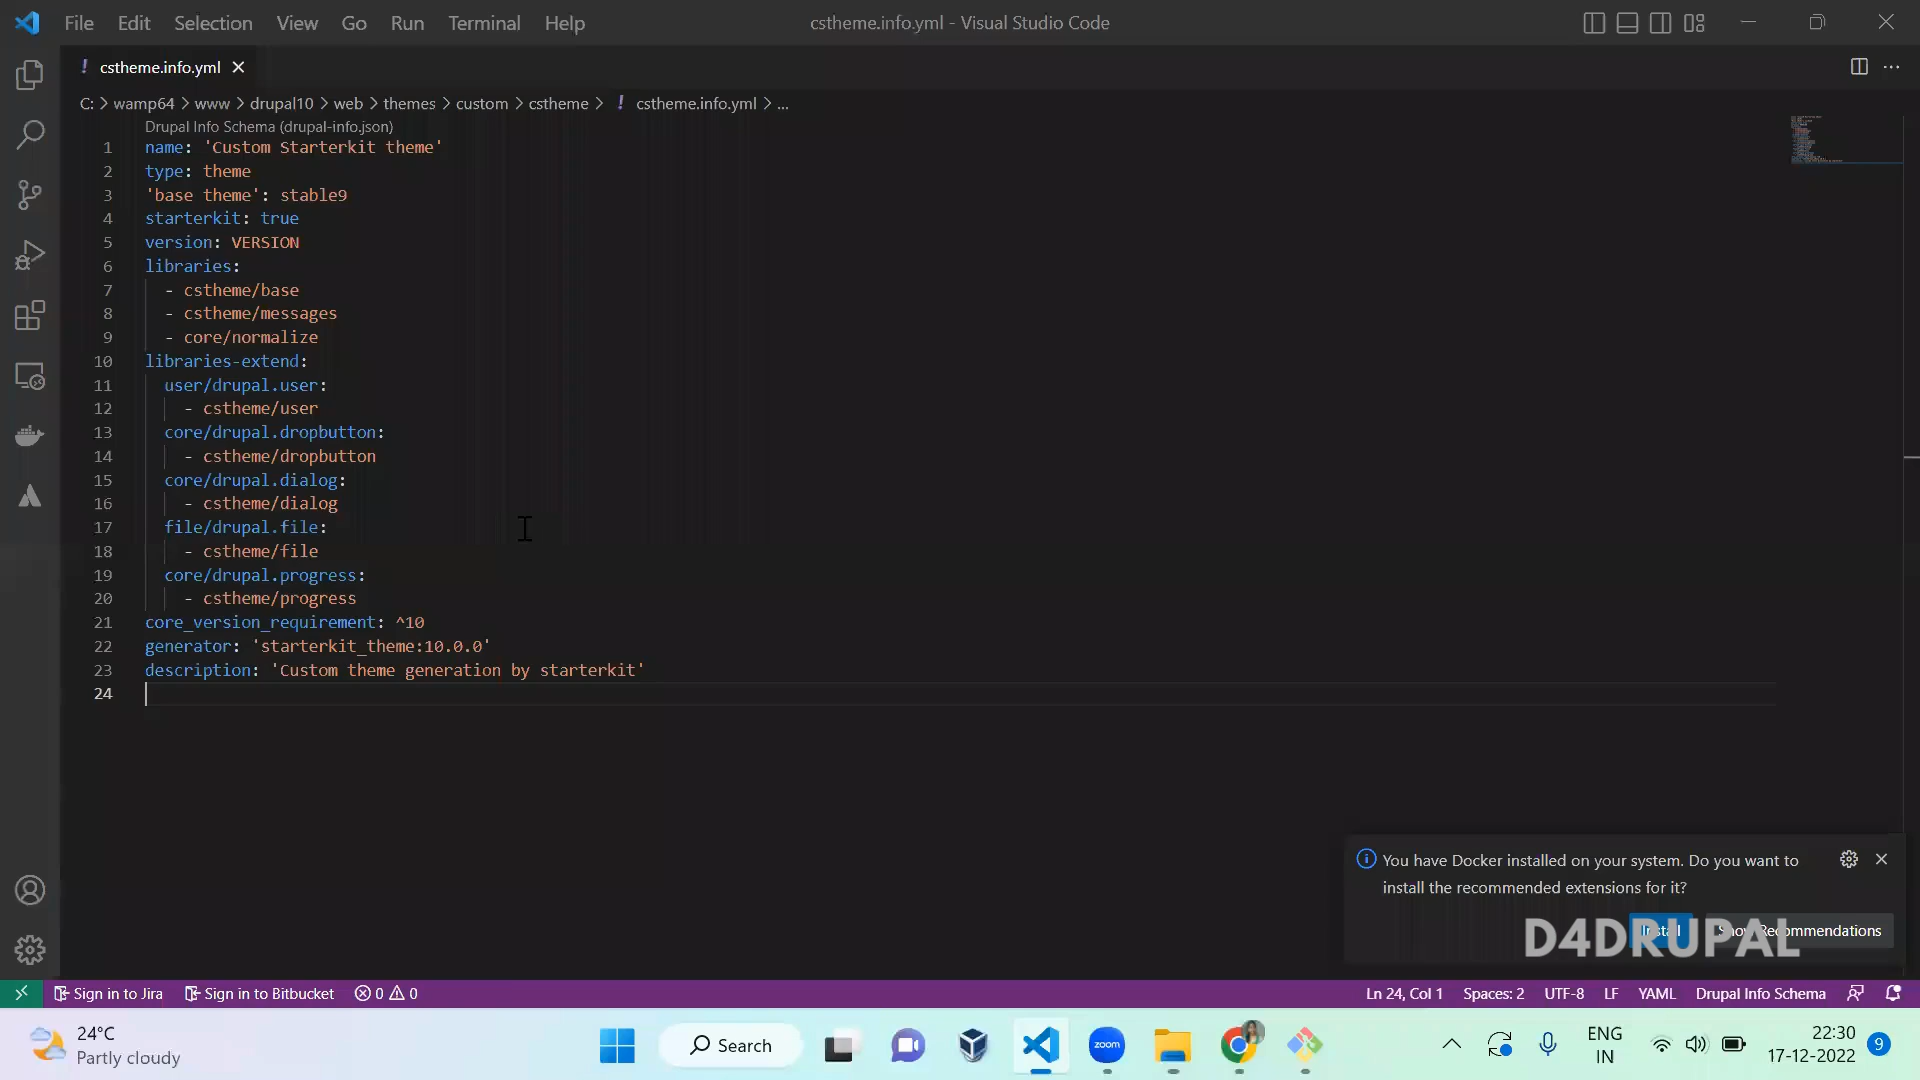 File Edit Selection View Go Run Terminal Help cstheme.info.yml - Visual Studio Code
! cstheme.info.yml
C: > wamp64 > www > drupal10 > web > themes > custom > cstheme > ! cstheme.info.yml > ...
Drupal Info Schema (drupal-info.json)
1 name: 'Custom Starterkit theme'
2 type: theme
3 'base theme': stable9
4 starterkit: true
5 version: VERSION
6 libraries:
7 - cstheme/base
8 - cstheme/messages
9 - core/normalize
10 libraries-extend:
11 user/drupal.user:
12 - cstheme/user
13 core/drupal.dropbutton:
14 - cstheme/dropbutton
15 core/drupal.dialog:
16 - cstheme/dialog
17 file/drupal.file:
18 - cstheme/file
19 core/drupal.progress:
20 - cstheme/progress
21 core_version_requirement: ^10
22 generator: 'starterkit_theme:10.0.0'
23 description: 'Custom theme generation by starterkit'
24
You have Docker installed on your system. Do you want to
install the recommended extensions for it?
Install Show Recommendations
D4DRUPAL
Sign in to Jira Sign in to Bitbucket 0 0 Ln 24, Col 1 Spaces: 2 UTF-8 LF YAML Drupal Info Schema
24°C
Partly cloudy
Search
zoom
ENG
IN
22:30
17-12-2022
9